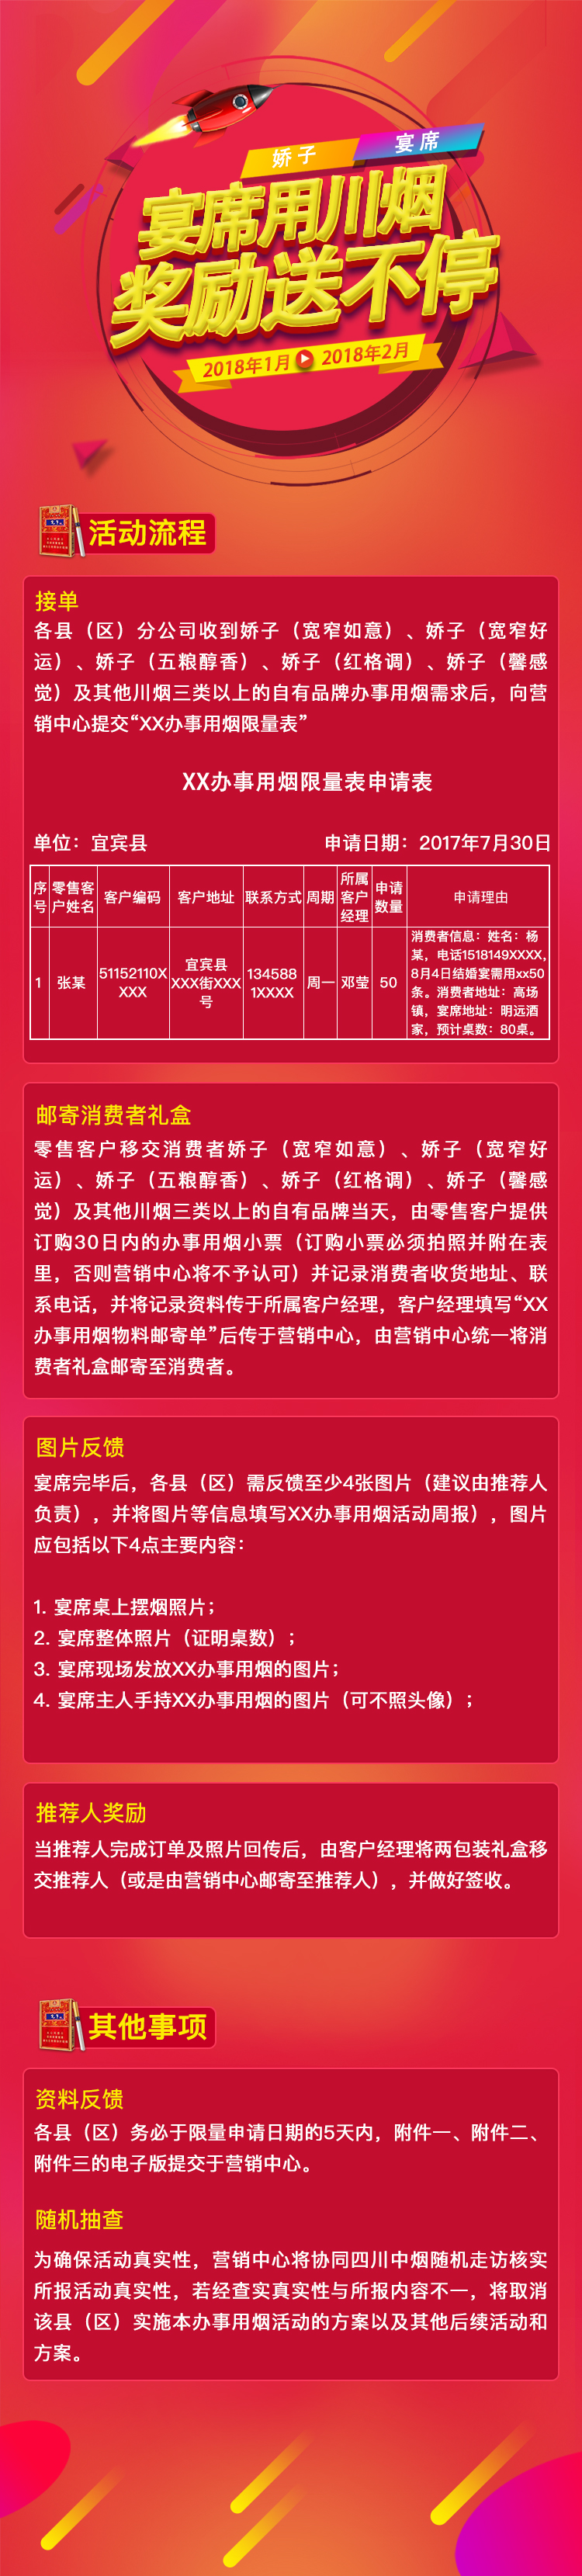 娇子
宴席
宴席用川烟
奖励送不停
2018年1月 2018年2月
活动流程
接单
各县（区）分公司收到娇子（宽窄如意）、娇子（宽窄好
运）、娇子（五粮醇香）、娇子（红格调）、娇子（馨感
觉）及其他川烟三类以上的自有品牌办事用烟需求后，向营
销中心提交“XX办事用烟限量表”
XX办事用烟限量表申请表
单位：宜宾县 申请日期：2017年7月30日
序号 零售客户姓名 客户编码 客户地址 联系方式 周期 所属客户经理 申请数量 申请理由
1 张某 51152110XXXX 宜宾县XXX街XXX号 1345881XXXX 周一 邓莹 50 消费者信息：姓名：杨
某，电话1518149XXXX，
8月4日结婚宴需用xx50
条。消费者地址：高场
镇，宴席地址：明远酒
家，预计桌数：80桌。
邮寄消费者礼盒
零售客户移交消费者娇子（宽窄如意）、娇子（宽窄好
运）、娇子（五粮醇香）、娇子（红格调）、娇子（馨感
觉）及其他川烟三类以上的自有品牌当天，由零售客户提供
订购30日内的办事用烟小票（订购小票必须拍照并附在表
里，否则营销中心将不予认可）并记录消费者收货地址、联
系电话，并将记录资料传于所属客户经理，客户经理填写“XX
办事用烟物料邮寄单”后传于营销中心，由营销中心统一将消
费者礼盒邮寄至消费者。
图片反馈
宴席完毕后，各县（区）需反馈至少4张图片（建议由推荐人
负责），并将图片等信息填写XX办事用烟活动周报），图片
应包括以下4点主要内容：
1. 宴席桌上摆烟照片；
2. 宴席整体照片（证明桌数）；
3. 宴席现场发放XX办事用烟的图片；
4. 宴席主人手持XX办事用烟的图片（可不照头像）；
推荐人奖励
当推荐人完成订单及照片回传后，由客户经理将两包装礼盒移
交推荐人（或是由营销中心邮寄至推荐人），并做好签收。
其他事项
资料反馈
各县（区）务必于限量申请日期的5天内，附件一、附件二、
附件三的电子版提交于营销中心。
随机抽查
为确保活动真实性，营销中心将协同四川中烟随机走访核实
所报活动真实性，若经查实真实性与所报内容不一，将取消
该县（区）实施本办事用烟活动的方案以及其他后续活动和
方案。